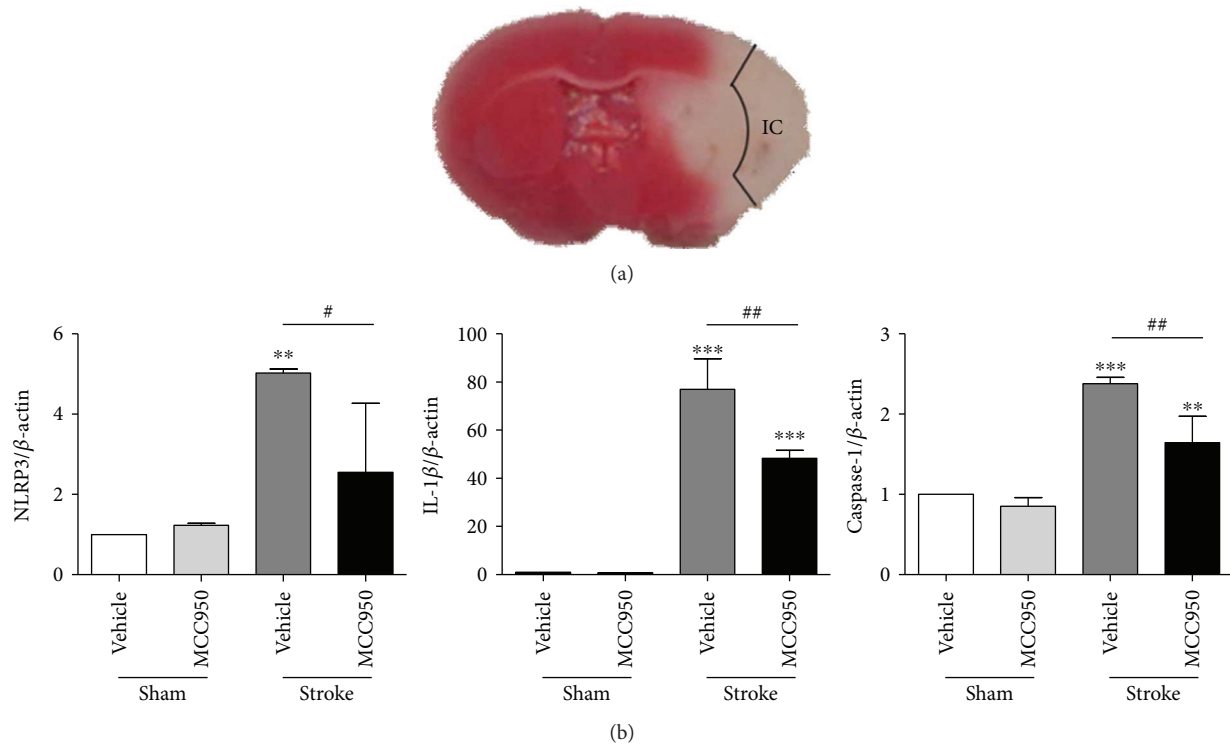 IC
(a)
NLRP3/β-actin
6
4
2
0
#
**
Vehicle
MCC950
Vehicle
MCC950
Sham
Stroke
IL-1β/β-actin
100
80
60
40
20
0
##
***
***
Vehicle
MCC950
Vehicle
MCC950
Sham
Stroke
Caspase-1/β-actin
3
2
1
0
##
***
**
Vehicle
MCC950
Vehicle
MCC950
Sham
Stroke
(b)